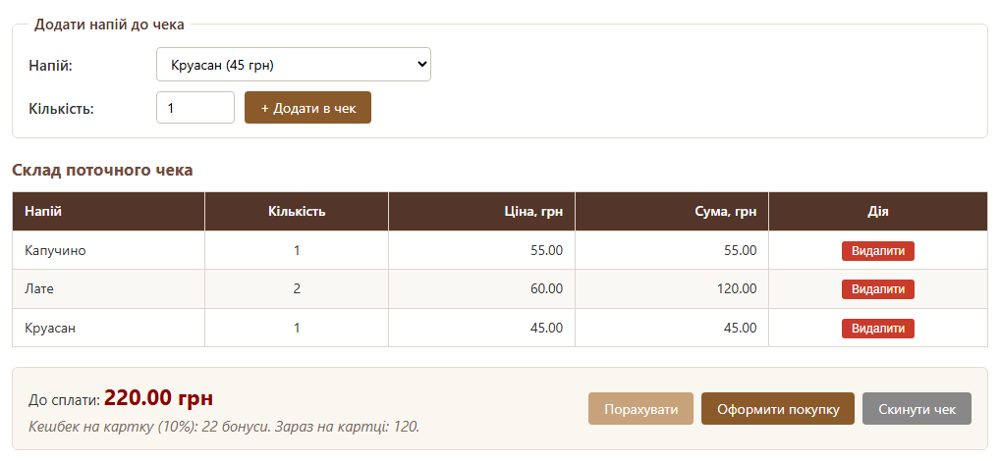 Додати напій до чека
Напій: Круасан (45 грн)
Кількість: 1 + Додати в чек
Склад поточного чека
Напій Кількість Ціна, грн Сума, грн Дія
Капучино 1 55.00 55.00 Видалити
Лате 2 60.00 120.00 Видалити
Круасан 1 45.00 45.00 Видалити
До сплати: 220.00 грн
Кешбек на картку (10%): 22 бонуси. Зараз на картці: 120.
Порахувати Оформити покупку Скинути чек